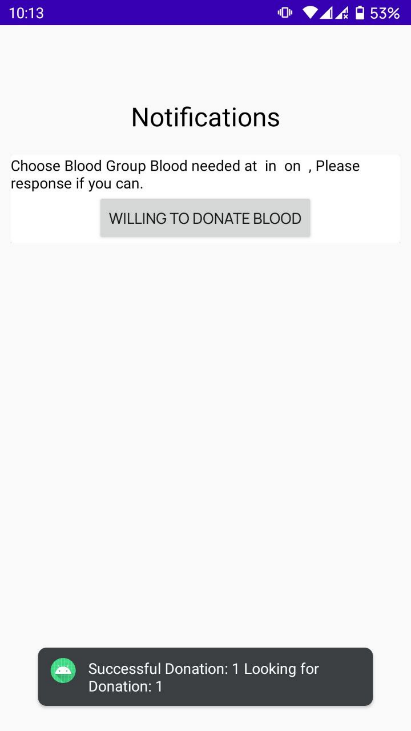 10:13
53%
Notifications
Choose Blood Group Blood needed at  in  on  , Please
response if you can.
WILLING TO DONATE BLOOD
Successful Donation: 1 Looking for
Donation: 1